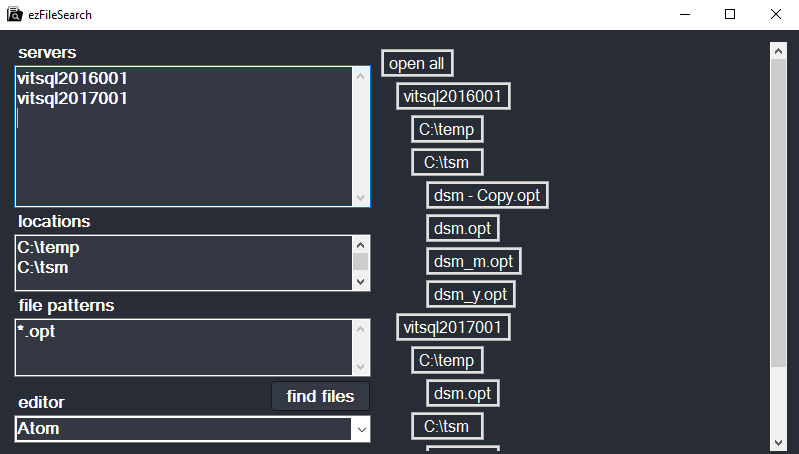 ezFileSearch
servers
vitsql2016001
vitsql2017001
locations
C:\temp
C:\tsm
file patterns
*.opt
find files
editor
Atom
open all
vitsql2016001
C:\temp
C:\tsm
dsm - Copy.opt
dsm.opt
dsm_m.opt
dsm_y.opt
vitsql2017001
C:\temp
dsm.opt
C:\tsm